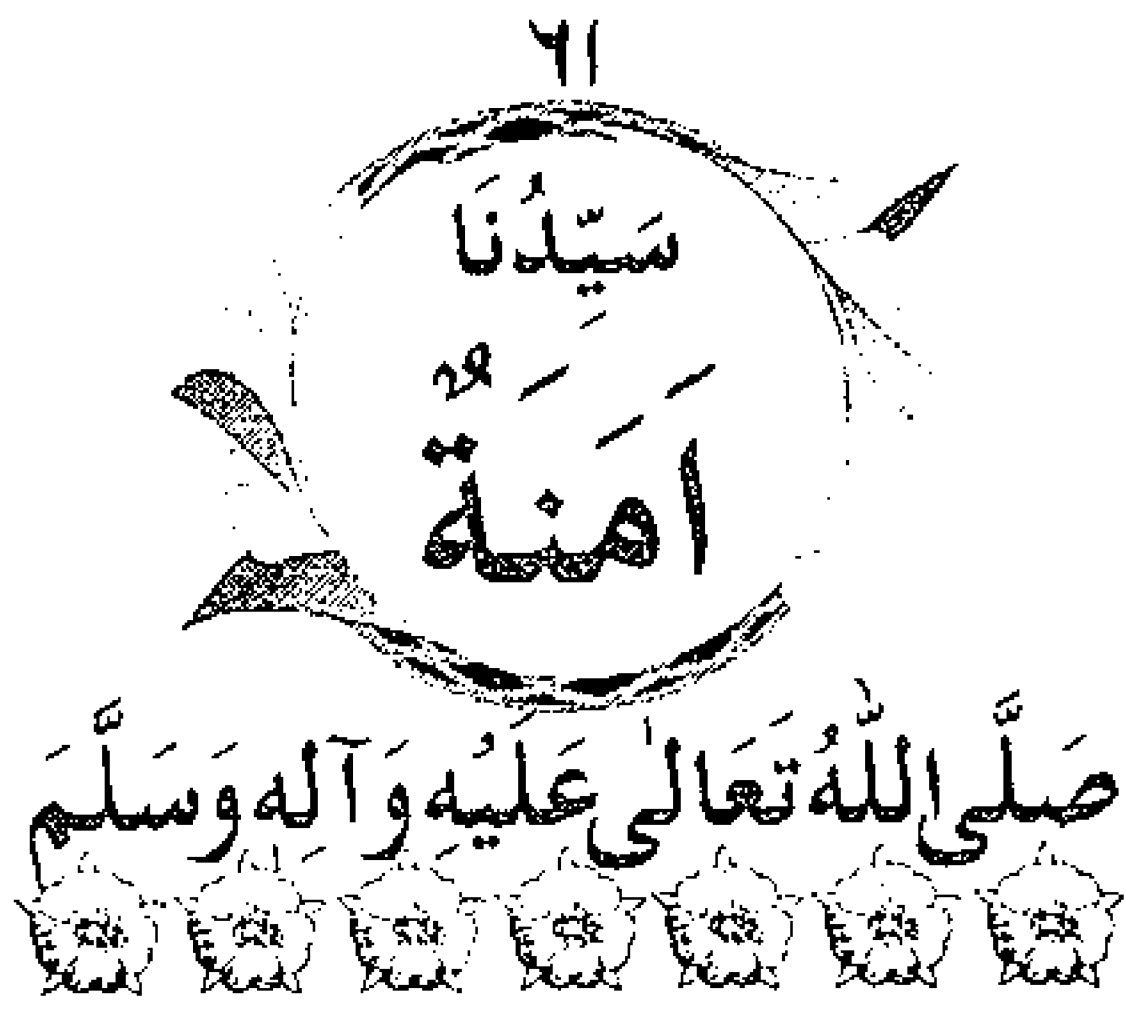 ٦١
سَيِّدُنَا
اَمَنَةٌ
صَلَّى اللّٰهُ تَعَالٰى عَلَيْهِ وَآلِهِ وَسَلَّمَ